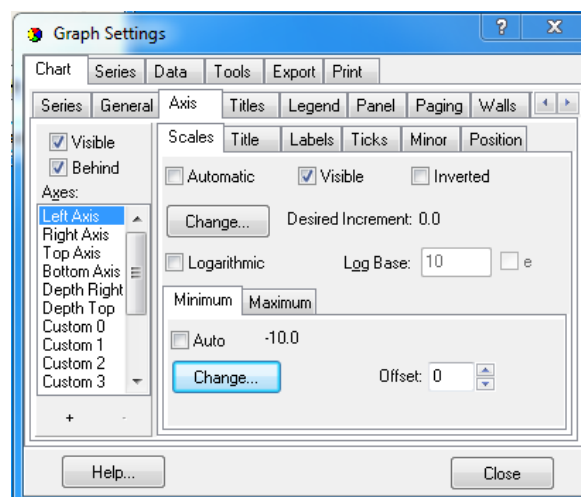 Graph Settings
Chart Series Data Tools Export Print
Series General Axis Titles Legend Panel Paging Walls
Visible
Behind
Axes:
Left Axis
Right Axis
Top Axis
Bottom Axis
Depth Right
Depth Top
Custom 0
Custom 1
Custom 2
Custom 3
+ -
Scales Title Labels Ticks Minor Position
Automatic Visible Inverted
Change... Desired Increment: 0.0
Logarithmic Log Base: 10 e
Minimum Maximum
Auto -10.0
Change... Offset: 0
Help... Close